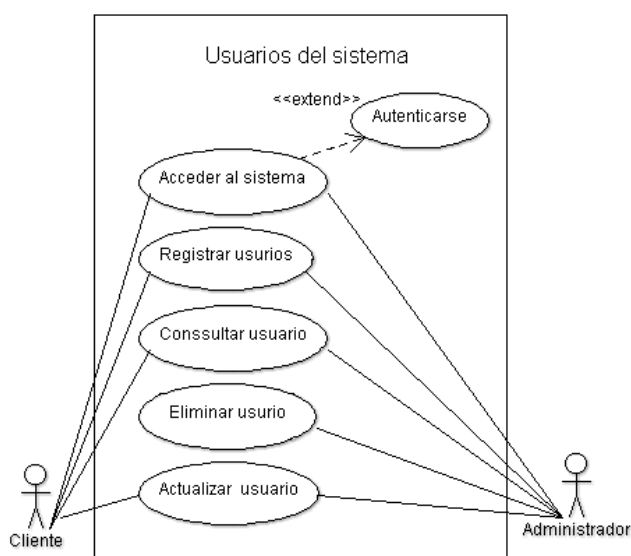 Usuarios del sistema
<<extend>>
Autenticarse
Acceder al sistema
Registrar usurios
Conssultar usuario
Eliminar usurio
Actualizar usuario
Cliente
Administrador